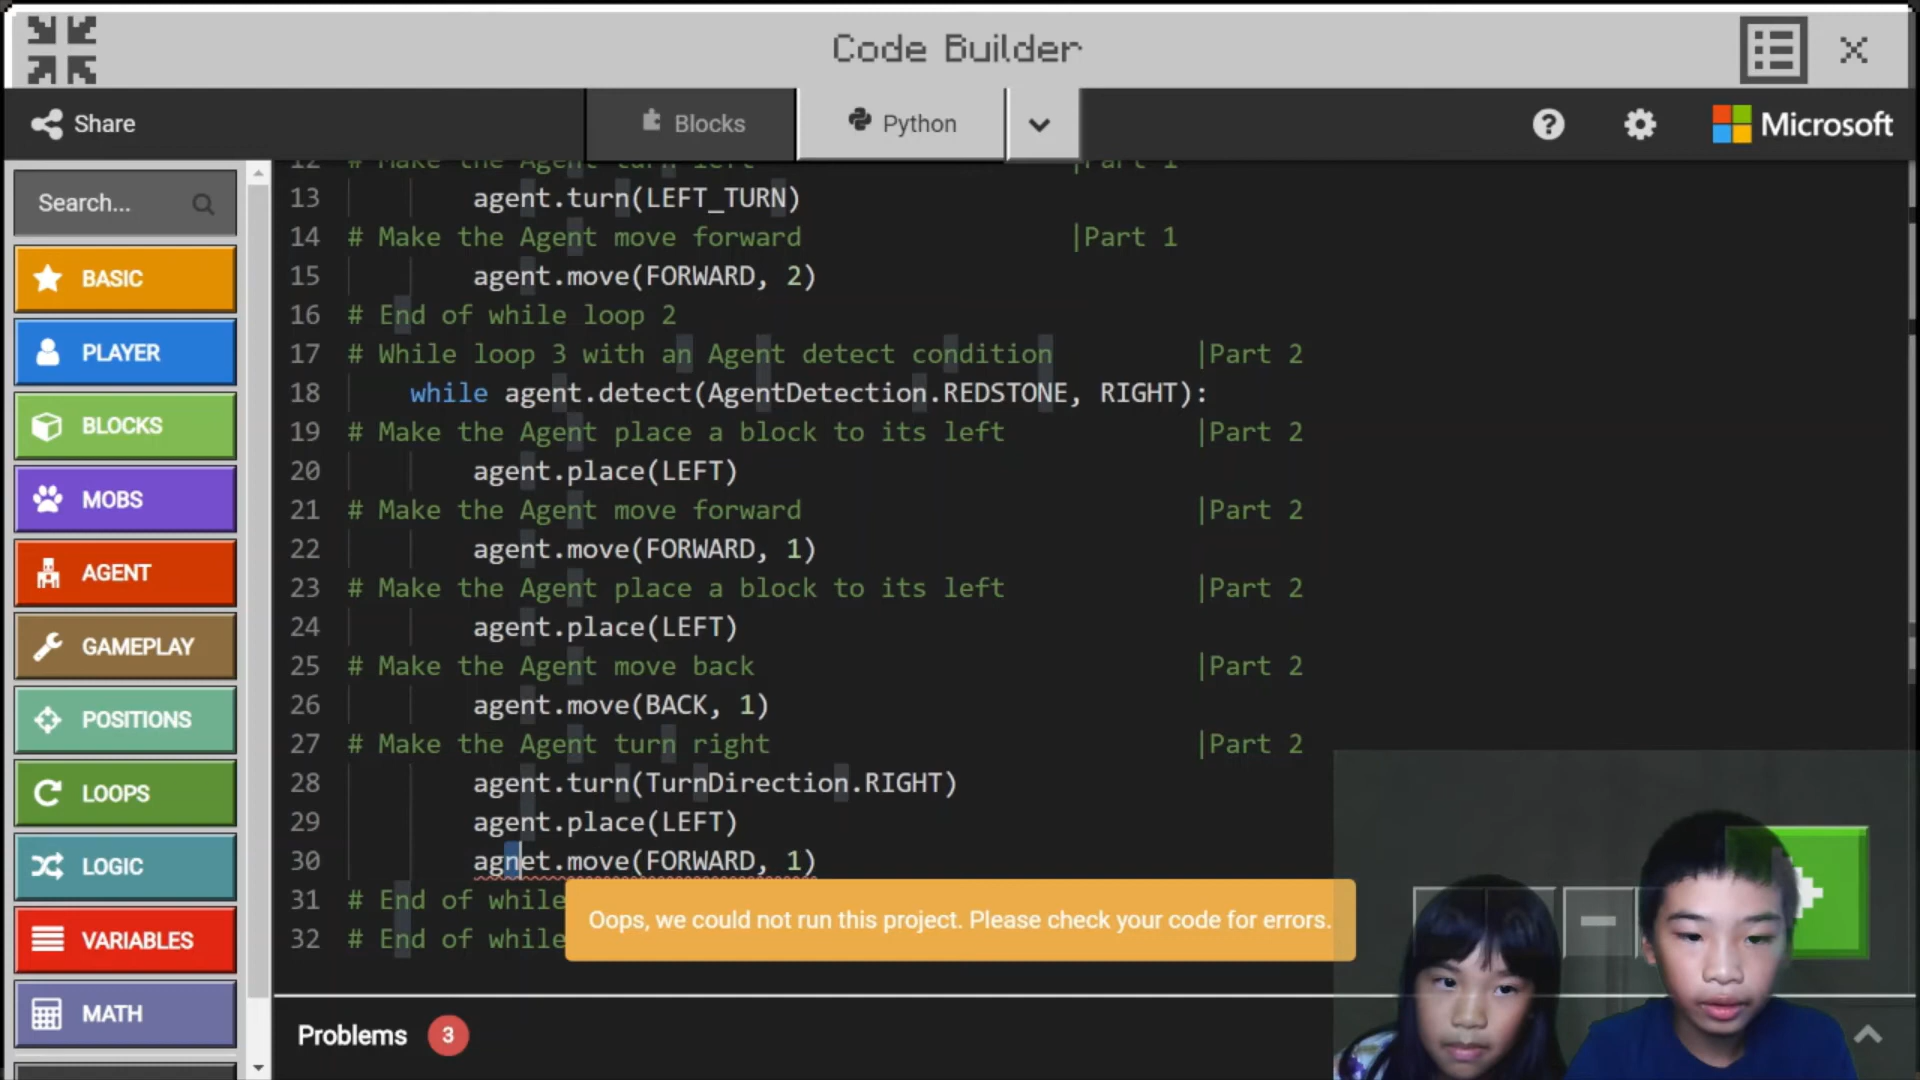 Code Builder
Share
Blocks
Python
Microsoft
Search...
BASIC
PLAYER
BLOCKS
MOBS
AGENT
GAMEPLAY
POSITIONS
LOOPS
LOGIC
VARIABLES
MATH
12 # Make the Agent turn left |Part 1
13 agent.turn(LEFT_TURN)
14 # Make the Agent move forward |Part 1
15 agent.move(FORWARD, 2)
16 # End of while loop 2
17 # While loop 3 with an Agent detect condition |Part 2
18 while agent.detect(AgentDetection.REDSTONE, RIGHT):
19 # Make the Agent place a block to its left |Part 2
20 agent.place(LEFT)
21 # Make the Agent move forward |Part 2
22 agent.move(FORWARD, 1)
23 # Make the Agent place a block to its left |Part 2
24 agent.place(LEFT)
25 # Make the Agent move back |Part 2
26 agent.move(BACK, 1)
27 # Make the Agent turn right |Part 2
28 agent.turn(TurnDirection.RIGHT)
29 agent.place(LEFT)
30 agnet.move(FORWARD, 1)
31 # End of while
32 # End of while
Oops, we could not run this project. Please check your code for errors.
Problems 3